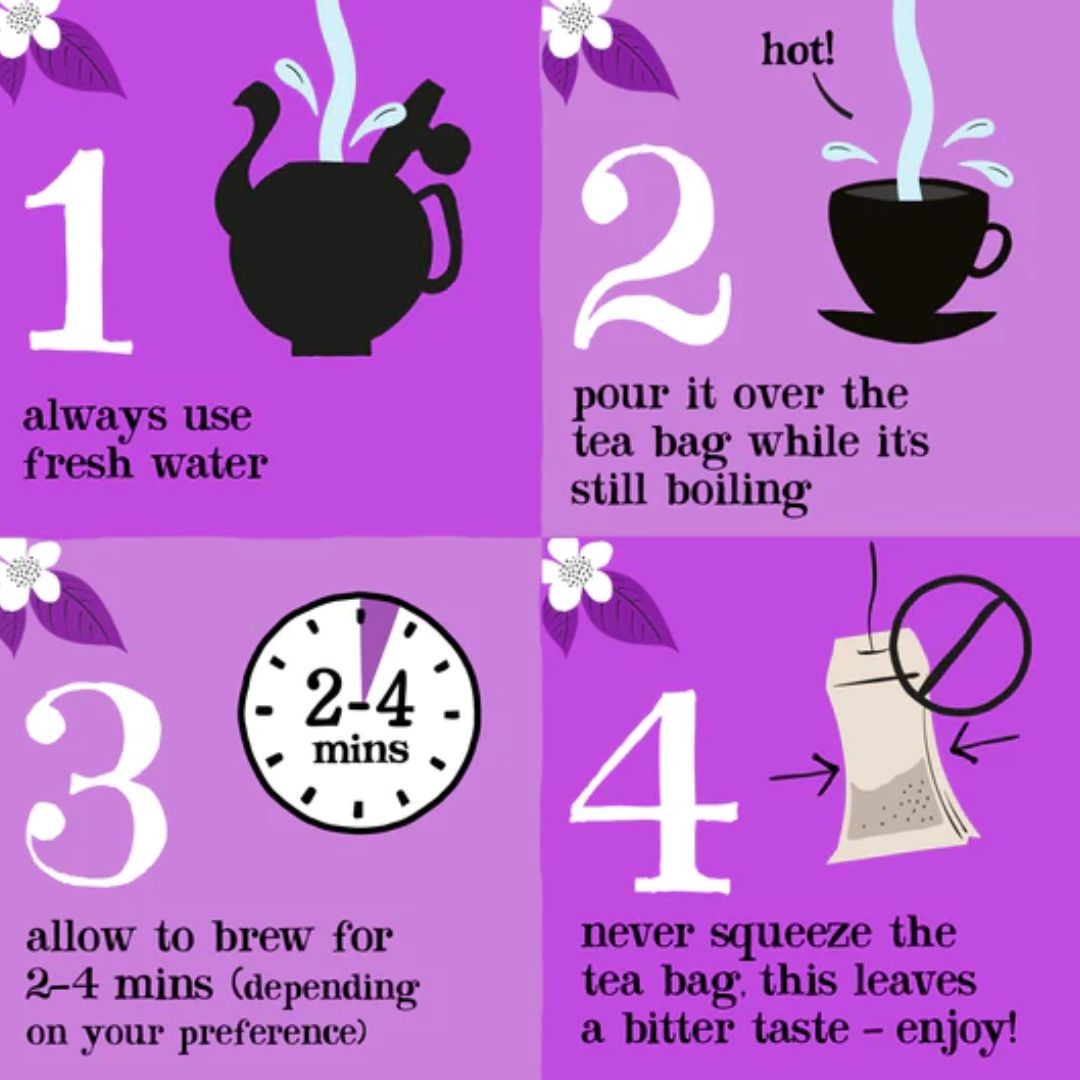 1
always use
fresh water
hot!
2
pour it over the
tea bag while it's
still boiling
3
2-4
mins
allow to brew for
2-4 mins (depending
on your preference)
4
never squeeze the
tea bag, this leaves
a bitter taste - enjoy!